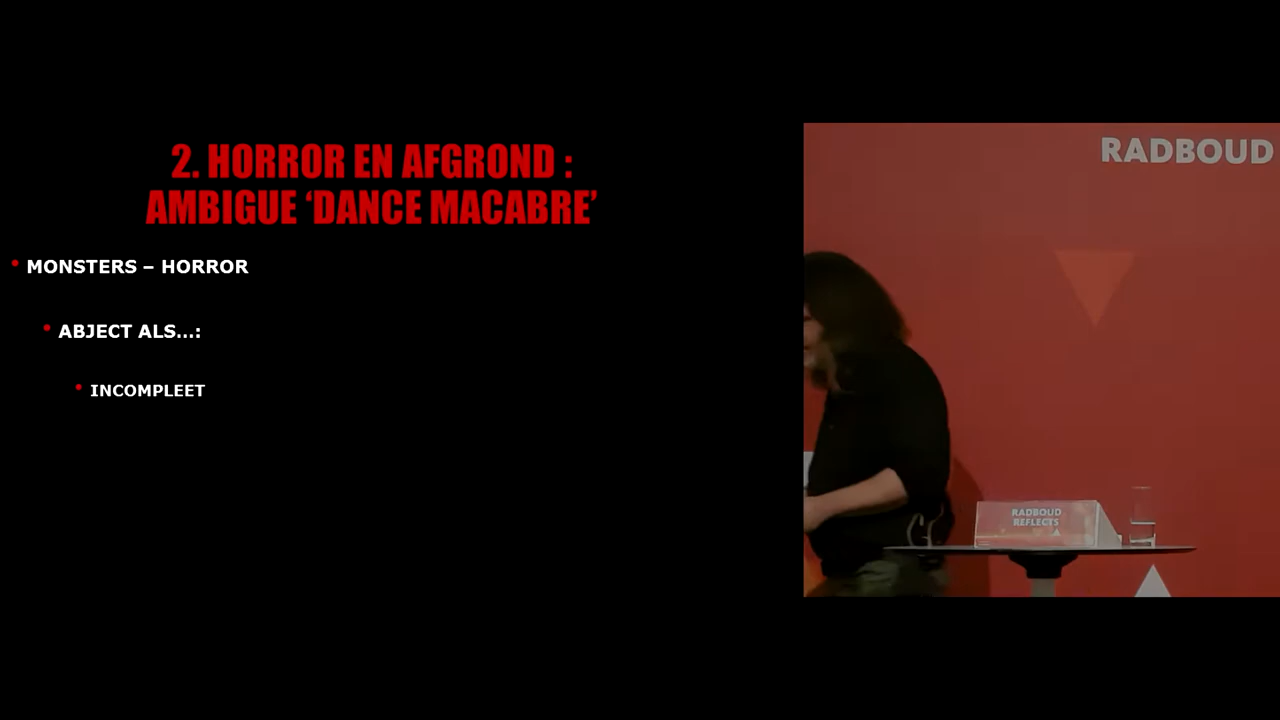 2. HORROR EN AFGROND :
AMBIGUE ‘DANCE MACABRE’
• MONSTERS – HORROR
• ABJECT ALS...:
• INCOMPLEET
RADBOUD
RADBOUD
REFLECTS